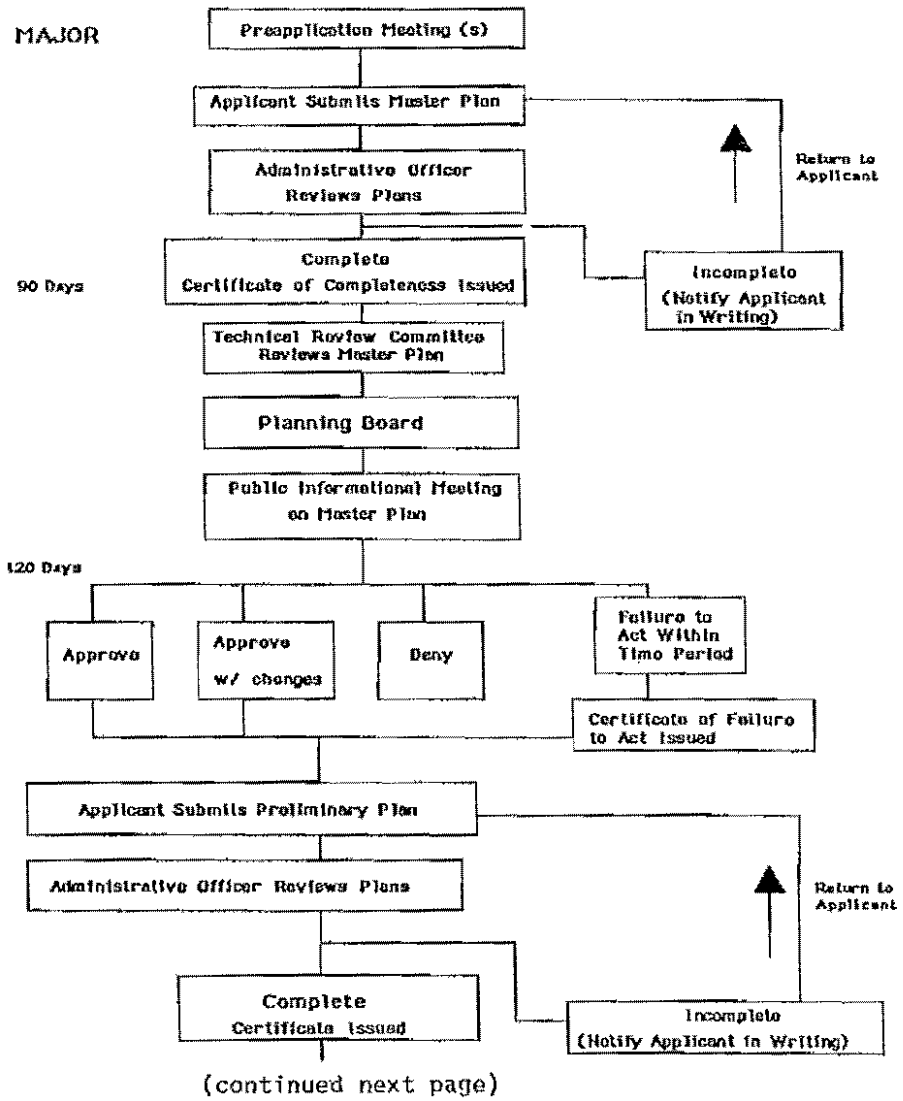 MAJOR
Preapplication Meeting (s)
Applicant Submits Master Plan
Administrative Officer
Reviews Plans
Return to
Applicant
Complete
Certificate of Completeness Issued
90 Days
Incomplete
(Notify Applicant
in Writing)
Technical Review Committee
Reviews Master Plan
Planning Board
Public Informational Meeting
on Master Plan
120 Days
Approve
Approve
w/ changes
Deny
Failure to
Act Within
Time Period
Certificate of Failure
to Act Issued
Applicant Submits Preliminary Plan
Administrative Officer Reviews Plans
Return to
Applicant
Complete
Certificate Issued
Incomplete
(Notify Applicant in Writing)
(continued next page)